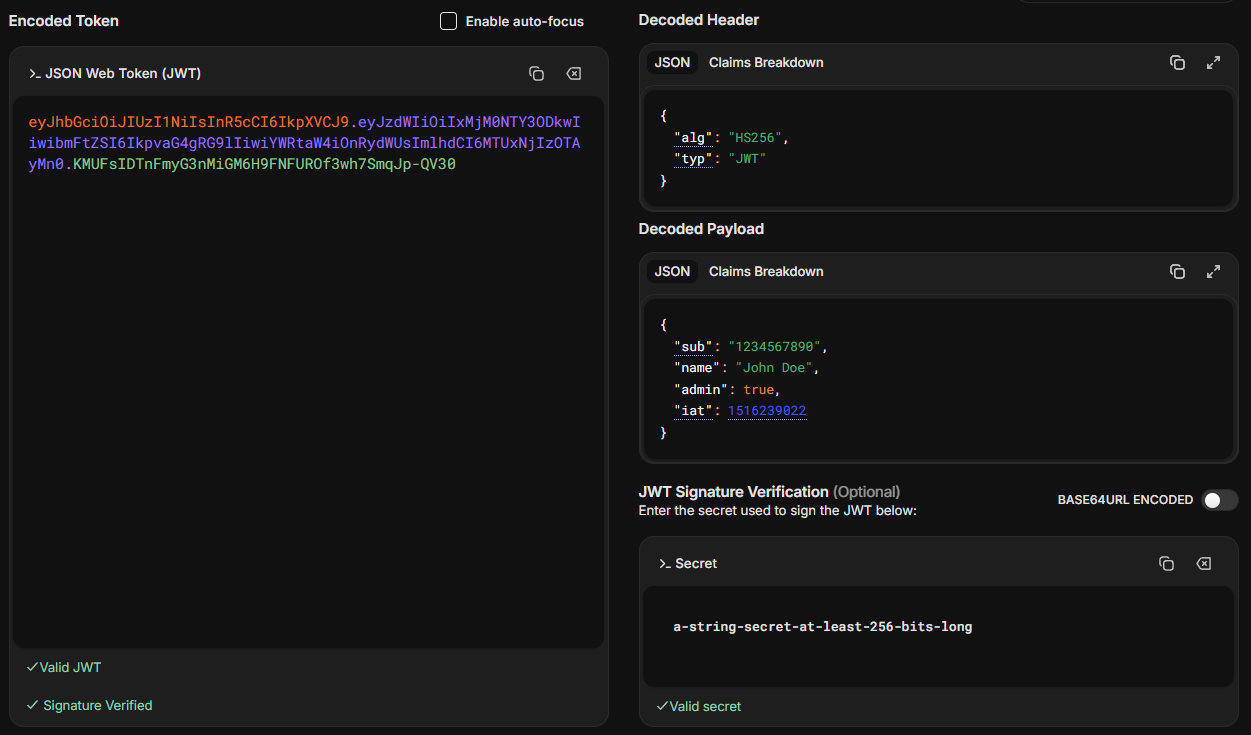 Encoded Token
Enable auto-focus
JSON Web Token (JWT)
eyJhbGciOiJIUzI1NiIsInR5cCI6IkpXVCJ9.eyJzdWIiOiIxMjM0NTY3ODkwI
iwibmFtZSI6IkpvaG4gRG9lIiwiYWRtaW4iOnRydWUsImlhdCI6MTUxNjIzOTA
yMn0.KMUFsIDTnFmyG3nMiGM6H9FNFUROf3wh7SmqJp-QV30
Valid JWT
Signature Verified
Decoded Header
JSON Claims Breakdown
{
"alg": "HS256",
"typ": "JWT"
}
Decoded Payload
JSON Claims Breakdown
{
"sub": "1234567890",
"name": "John Doe",
"admin": true,
"iat": 1516239022
}
JWT Signature Verification (Optional)
Enter the secret used to sign the JWT below:
BASE64URL ENCODED
Secret
a-string-secret-at-least-256-bits-long
Valid secret